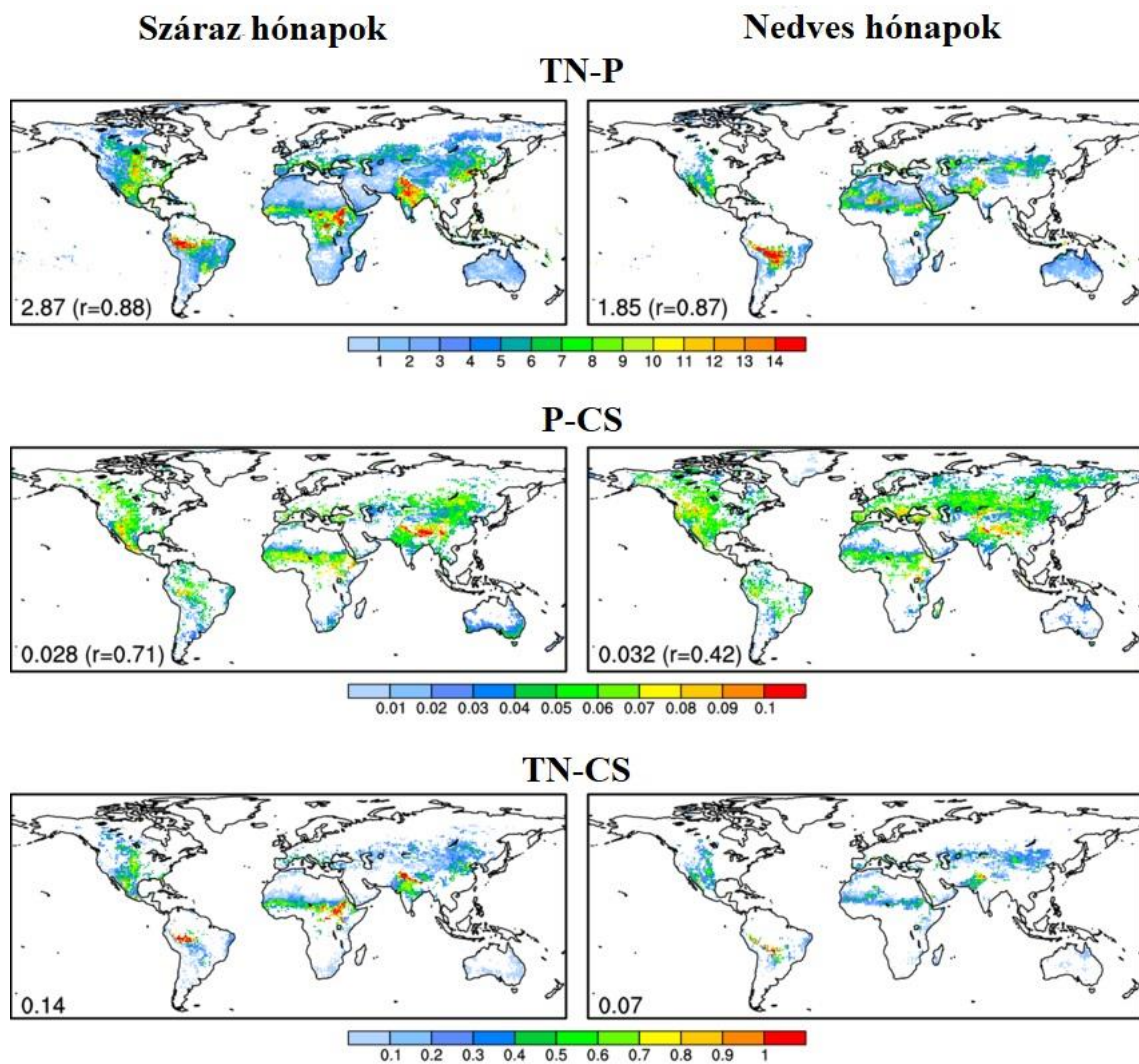 Száraz hónapok
Nedves hónapok
TN-P
2.87 (r=0.88)
1.85 (r=0.87)
1 2 3 4 5 6 7 8 9 10 11 12 13 14
P-CS
0.028 (r=0.71)
0.032 (r=0.42)
0.01 0.02 0.03 0.04 0.05 0.06 0.07 0.08 0.09 0.1
TN-CS
0.14
0.07
0.1 0.2 0.3 0.4 0.5 0.6 0.7 0.8 0.9 1